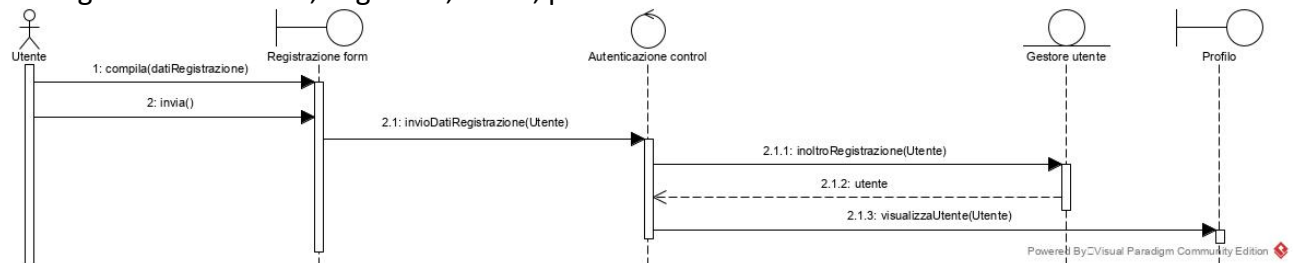 Utente
Registrazione form
Autenticazione control
Gestore utente
Profilo
1: compila(datiRegistrazione)
2: invia()
2.1: invioDatiRegistrazione(Utente)
2.1.1: inoltroRegistrazione(Utente)
2.1.2: utente
2.1.3: visualizzaUtente(Utente)
Powered By Visual Paradigm Community Edition